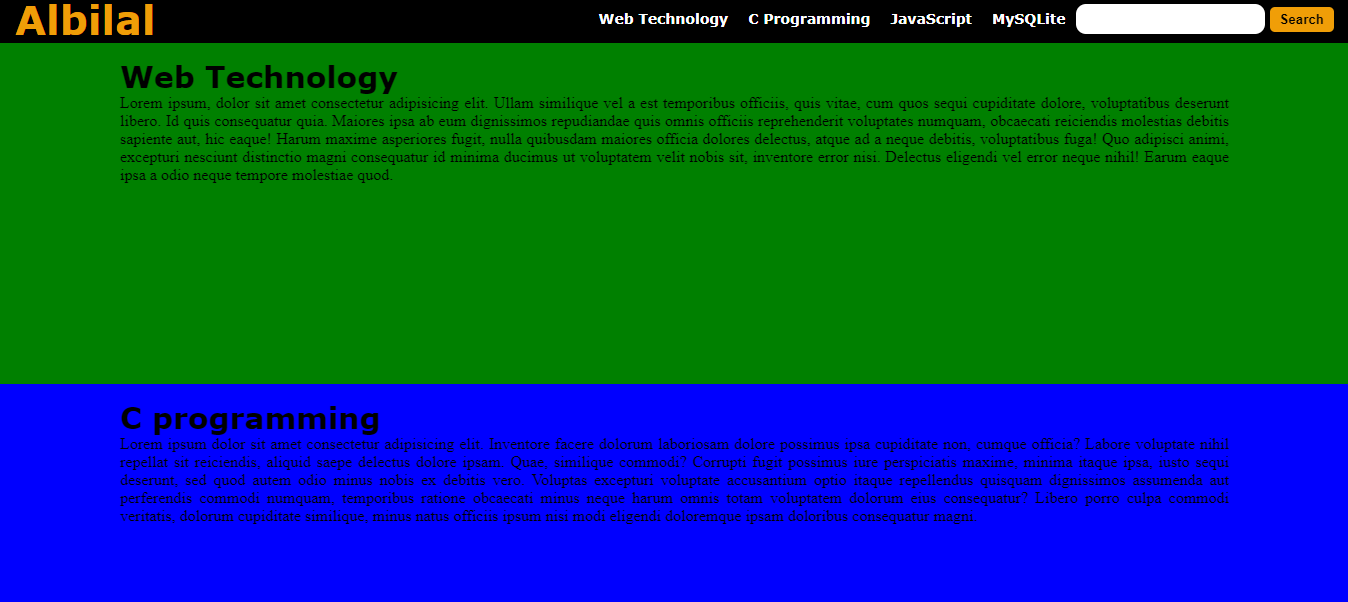 Albilal
Web Technology C Programming JavaScript MySQLite Search
Web Technology
Lorem ipsum, dolor sit amet consectetur adipisicing elit. Ullam similique vel a est temporibus officiis, quis vitae, cum quos sequi cupiditate dolore, voluptatibus deserunt
libero. Id quis consequatur quia. Maiores ipsa ab eum dignissimos repudiandae quis omnis officiis reprehenderit voluptates numquam, obcaecati reiciendis molestias debitis
sapiente aut, hic eaque! Harum maxime asperiores fugit, nulla quibusdam maiores officia dolores delectus, atque ad a neque debitis, voluptatibus fuga! Quo adipisci animi,
excepturi nesciunt distinctio magni consequatur id minima ducimus ut voluptatem velit nobis sit, inventore error nisi. Delectus eligendi vel error neque nihil! Earum eaque
ipsa a odio neque tempore molestiae quod.
C programming
Lorem ipsum dolor sit amet consectetur adipisicing elit. Inventore facere dolorum laboriosam dolore possimus ipsa cupiditate non, cumque officia? Labore voluptate nihil
repellat sit reiciendis, aliquid saepe delectus dolore ipsam. Quae, similique commodi? Corrupti fugit possimus iure perspiciatis maxime, minima itaque ipsa, iusto sequi
deserunt, sed quod autem odio minus nobis ex debitis vero. Voluptas excepturi voluptate accusantium optio itaque repellendus quisquam dignissimos assumenda aut
perferendis commodi numquam, temporibus ratione obcaecati minus neque harum omnis totam voluptatem dolorum eius consequatur? Libero porro culpa commodi
veritatis, dolorum cupiditate similique, minus natus officiis ipsum nisi modi eligendi doloremque ipsam doloribus consequatur magni.